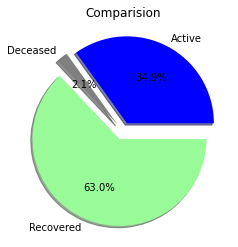 Comparision
Active
34.9%
Deceased
2.1%
63.0%
Recovered